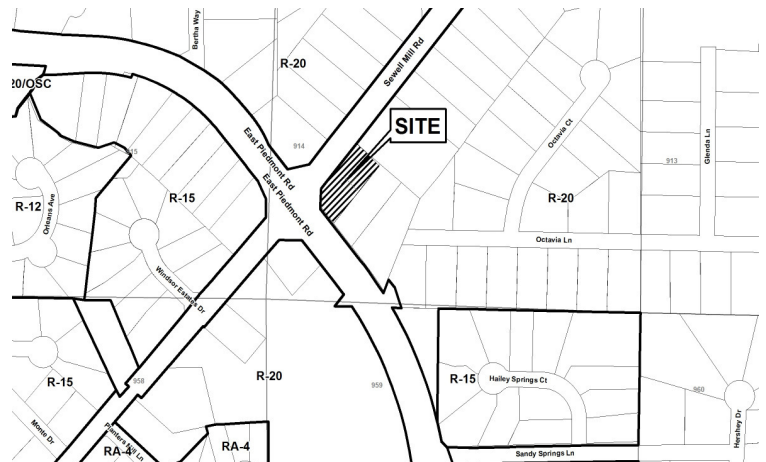 Bertha Way
R-20
Sewell Mill Rd
20/OSC
SITE
914
915
East Piedmont Rd
East Piedmont Rd
Octavia Ct
913
Glenda Ln
R-12
Orleans Ave
R-15
R-20
Octavia Ln
Windsor Estates Dr
R-15
958
R-20
959
R-15
Hailey Springs Ct
960
Hershey Dr
Monte Dr
Planters Mill Ln
RA-4
RA-4
Sandy Springs Ln